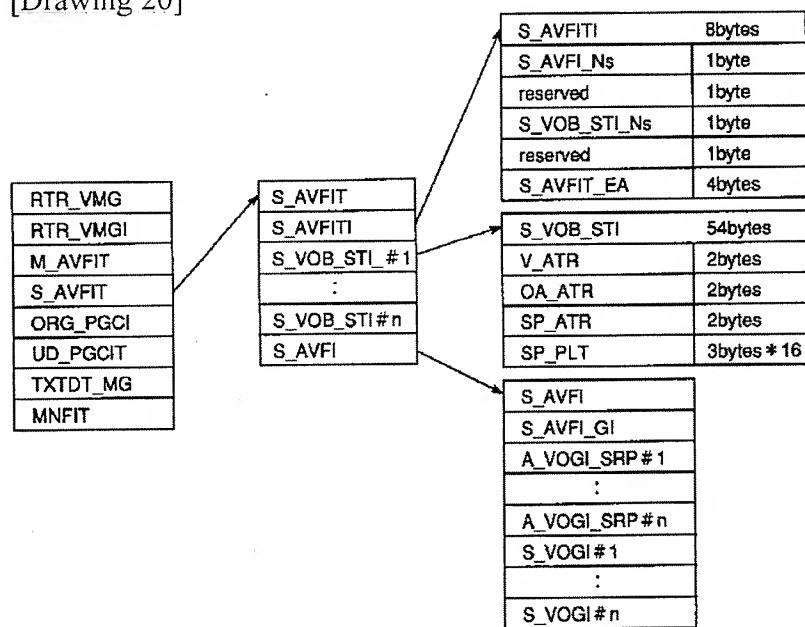 [Drawing 20]
RTR_VMG
RTR_VMGI
M_AVFIT
S_AVFIT
ORG_PGCI
UD_PGCIT
TXTDT_MG
MNFIT
S_AVFIT
S_AVFITI
S_VOB_STI_#1
:
S_VOB_STI#n
S_AVFI
S_AVFITI 8bytes
S_AVFI_Ns 1byte
reserved 1byte
S_VOB_STI_Ns 1byte
reserved 1byte
S_AVFIT_EA 4bytes
S_VOB_STI 54bytes
V_ATR 2bytes
OA_ATR 2bytes
SP_ATR 2bytes
SP_PLT 3bytes*16
S_AVFI
S_AVFI_GI
A_VOGI_SRP#1
:
A_VOGI_SRP#n
S_VOGI#1
:
S_VOGI#n